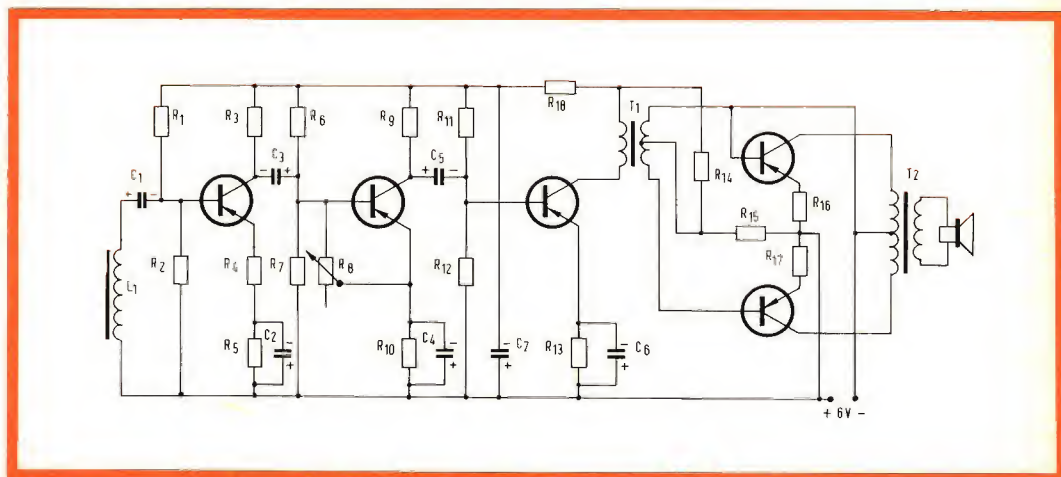 R18
T1
R1
R3
R6
R9
R11
C3
- +
C5
- +
R14
T2
C1
+ -
R16
R15
R17
R2
R4
R7
R8
R12
L1
R5
C2
-
+
R10
C4
-
+
C7
-
+
R13
C6
-
+
+ 6V -